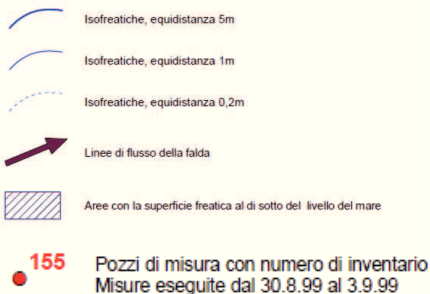 Isofreatiche, equidistanza 5m
Isofreatiche, equidistanza 1m
Isofreatiche, equidistanza 0,2m
Linee di flusso della falda
Aree con la superficie freatica al di sotto del livello del mare
155 Pozzi di misura con numero di inventario
Misure eseguite dal 30.8.99 al 3.9.99